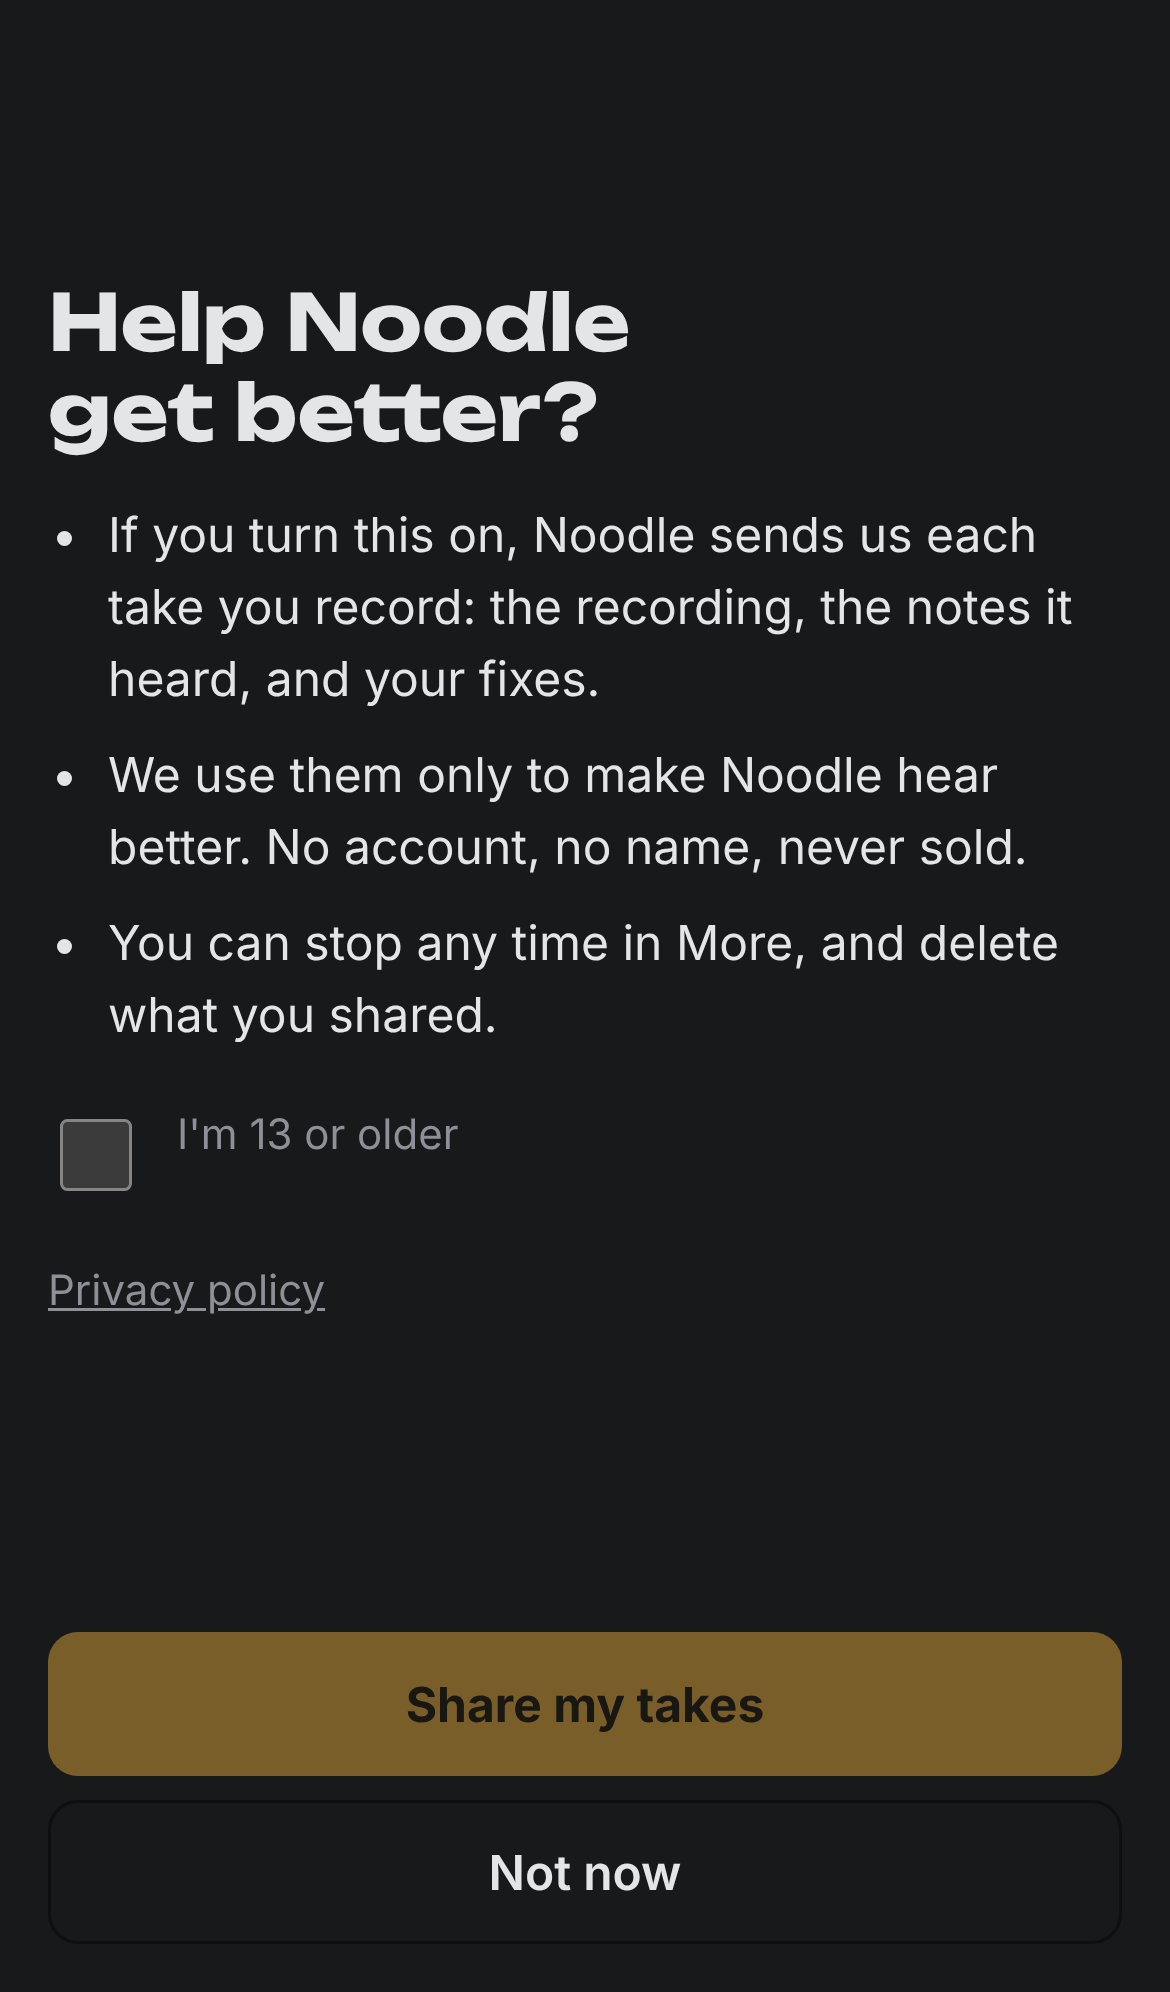 Help Noodle
get better?
• If you turn this on, Noodle sends us each
take you record: the recording, the notes it
heard, and your fixes.
• We use them only to make Noodle hear
better. No account, no name, never sold.
• You can stop any time in More, and delete
what you shared.
I'm 13 or older
Privacy policy
Share my takes
Not now